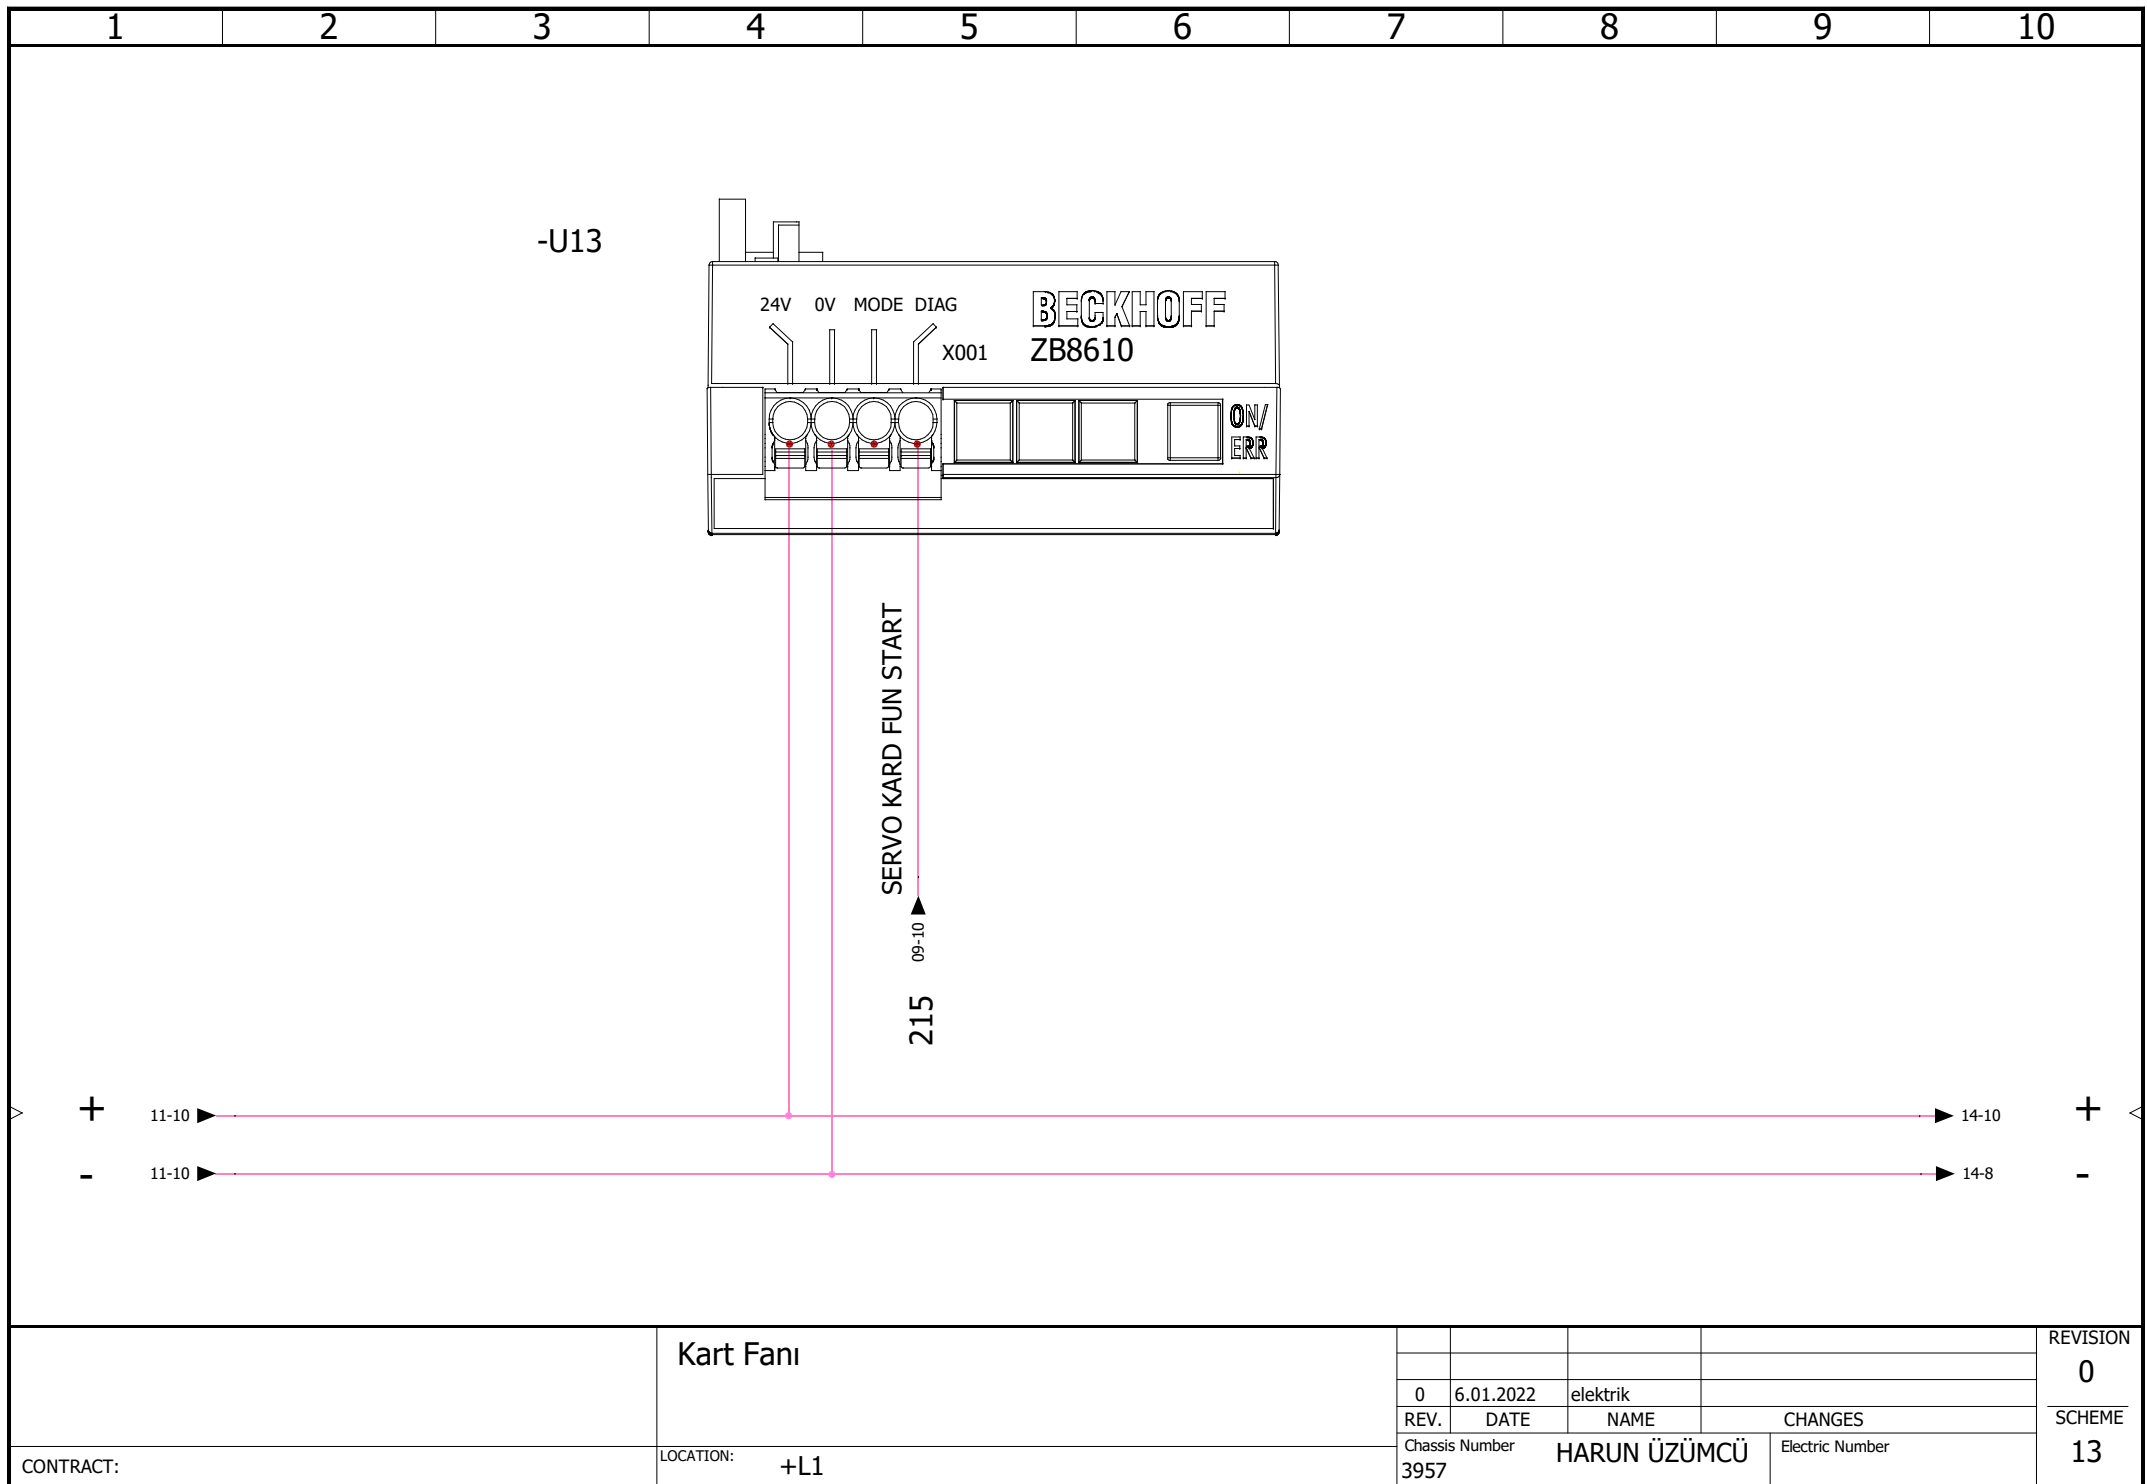 1 2 3 4 5 6 7 8 9 10
-U13
24V 0V MODE DIAG
BECKHOFF
X001 ZB8610
ON/
ERR
SERVO KARD FUN START
09-10
215
+ 11-10 14-10 +
- 11-10 14-8 -
Kart Fanı
REVISION
0
0 6.01.2022 elektrik
REV. DATE NAME CHANGES
SCHEME
13
Chassis Number HARUN ÜZÜMCÜ Electric Number
3957
CONTRACT:
LOCATION: +L1